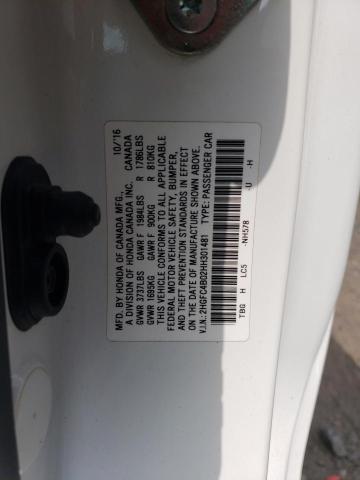 MFD. BY HONDA OF CANADA MFG., 10/16
A DIVISION OF HONDA CANADA INC. CANADA
GVWR 3737LBS GAWR F 1984LBS R 1786LBS
GVWR 1695KG GAWR F 900KG R 810KG
THIS VEHICLE CONFORMS TO ALL APPLICABLE
FEDERAL MOTOR VEHICLE SAFETY, BUMPER,
AND THEFT PREVENTION STANDARDS IN EFFECT
ON THE DATE OF MANUFACTURE SHOWN ABOVE.
V.I.N.: 2HGFC4B02HH301481 TYPE: PASSENGER CAR
TBG H LC5 -NH578 -U -H